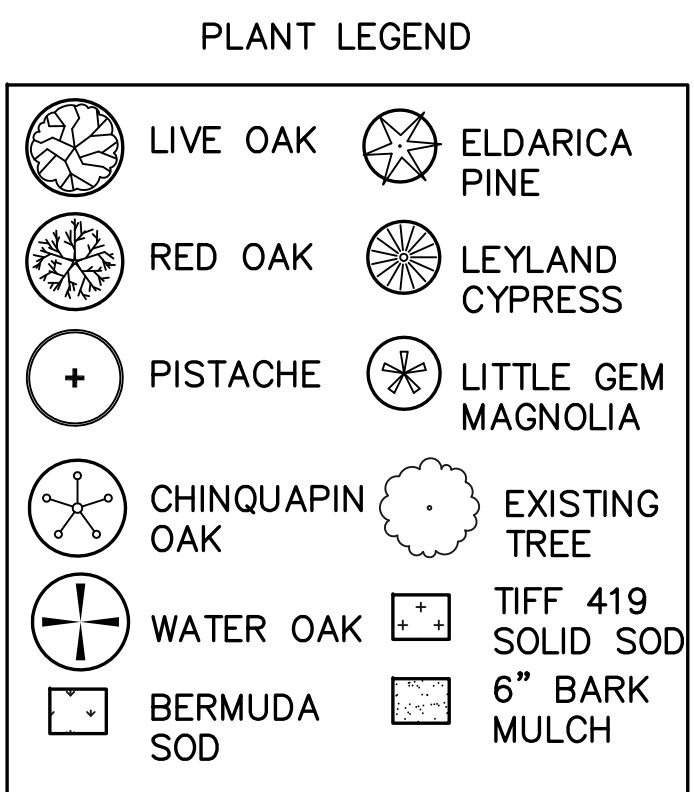 PLANT LEGEND
LIVE OAK
RED OAK
PISTACHE
CHINQUAPIN
OAK
WATER OAK
BERMUDA
SOD
ELDARICA
PINE
LEYLAND
CYPRESS
LITTLE GEM
MAGNOLIA
EXISTING
TREE
TIFF 419
SOLID SOD
6” BARK
MULCH